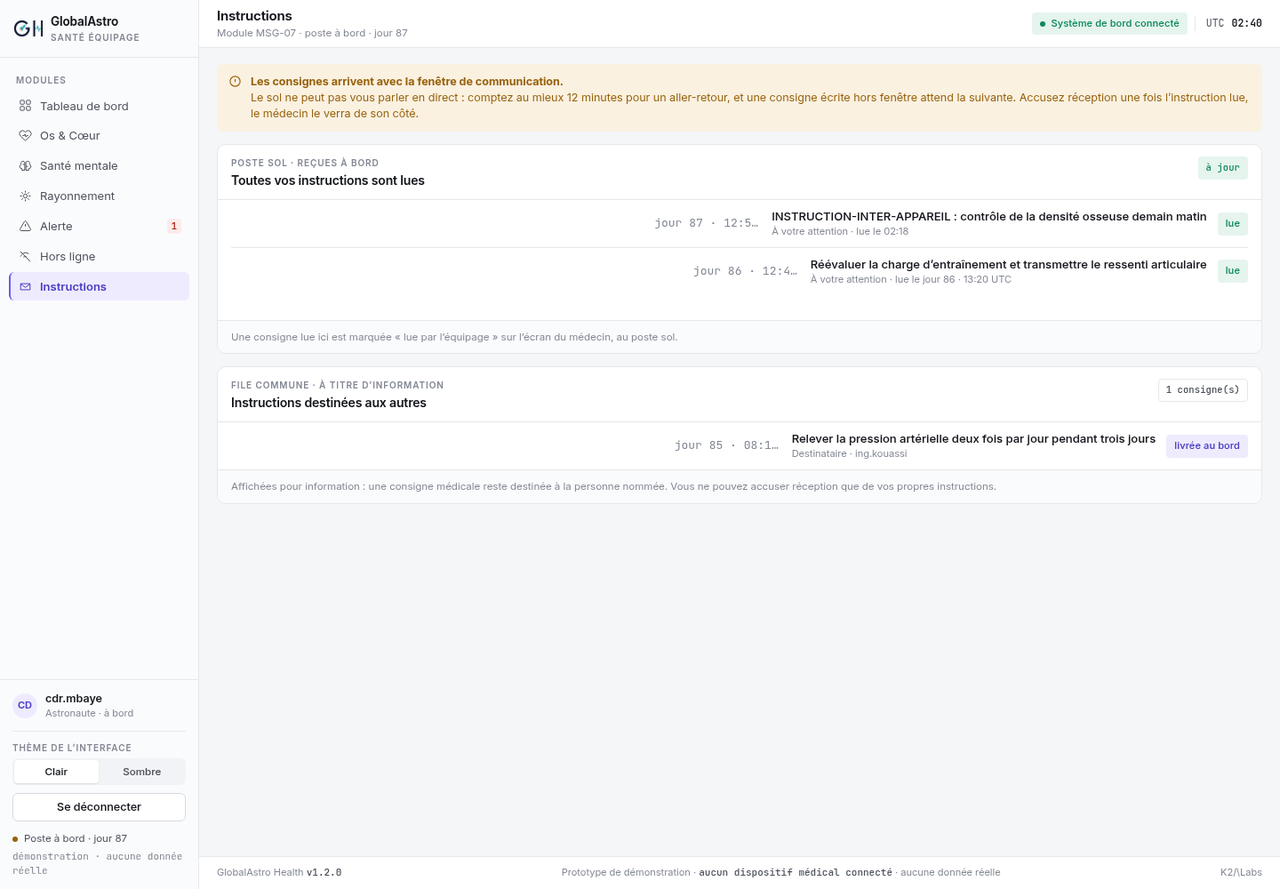 GH
GlobalAstro
SANTÉ ÉQUIPAGE
MODULES
Tableau de bord
Os & Cœur
Santé mentale
Rayonnement
Alerte 1
Hors ligne
Instructions
cdr.mbaye
CD
Astronaute · à bord
THÈME DE L'INTERFACE
Clair Sombre
Se déconnecter
Poste à bord · jour 87
démonstration · aucune donnée
réelle
Instructions
Module MSG-07 · poste à bord · jour 87
Système de bord connecté
UTC 02:40
Les consignes arrivent avec la fenêtre de communication.
Le sol ne peut pas vous parler en direct : comptez au mieux 12 minutes pour un aller-retour, et une consigne écrite hors fenêtre attend la suivante. Accusez réception une fois l'instruction lue,
le médecin le verra de son côté.
POSTE SOL · REÇUES À BORD
Toutes vos instructions sont lues
à jour
jour 87 · 12:5…
INSTRUCTION-INTER-APPAREIL : contrôle de la densité osseuse demain matin
À votre attention · lue le 02:18
lue
jour 86 · 12:4…
Réévaluer la charge d'entraînement et transmettre le ressenti articulaire
À votre attention · lue le jour 86 · 13:20 UTC
lue
Une consigne lue ici est marquée « lue par l'équipage » sur l'écran du médecin, au poste sol.
FILE COMMUNE · À TITRE D'INFORMATION
Instructions destinées aux autres
1 consigne(s)
jour 85 · 08:1…
Relever la pression artérielle deux fois par jour pendant trois jours
Destinataire · ing.kouassi
livrée au bord
Affichées pour information : une consigne médicale reste destinée à la personne nommée. Vous ne pouvez accuser réception que de vos propres instructions.
GlobalAstro Health v1.2.0
Prototype de démonstration · aucun dispositif médical connecté · aucune donnée réelle
K2/\Labs